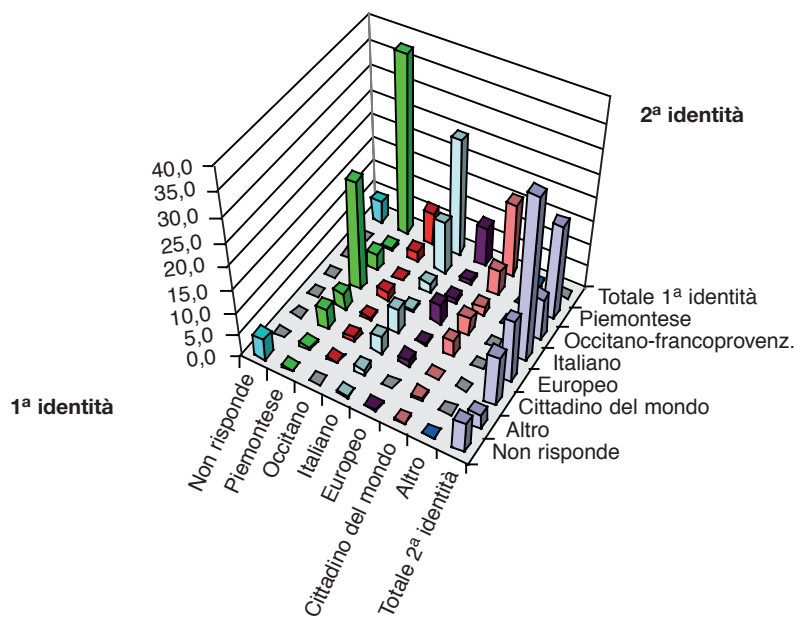 2ª identità
40,0
35,0
30,0
25,0
20,0
15,0
10,0
5,0
0,0
Totale 1ª identità
Piemontese
Occitano-francoprovenz.
Italiano
Europeo
Cittadino del mondo
Altro
Non risponde
1ª identità
Non risponde
Piemontese
Occitano
Italiano
Europeo
Cittadino del mondo
Altro
Totale 2ª identità